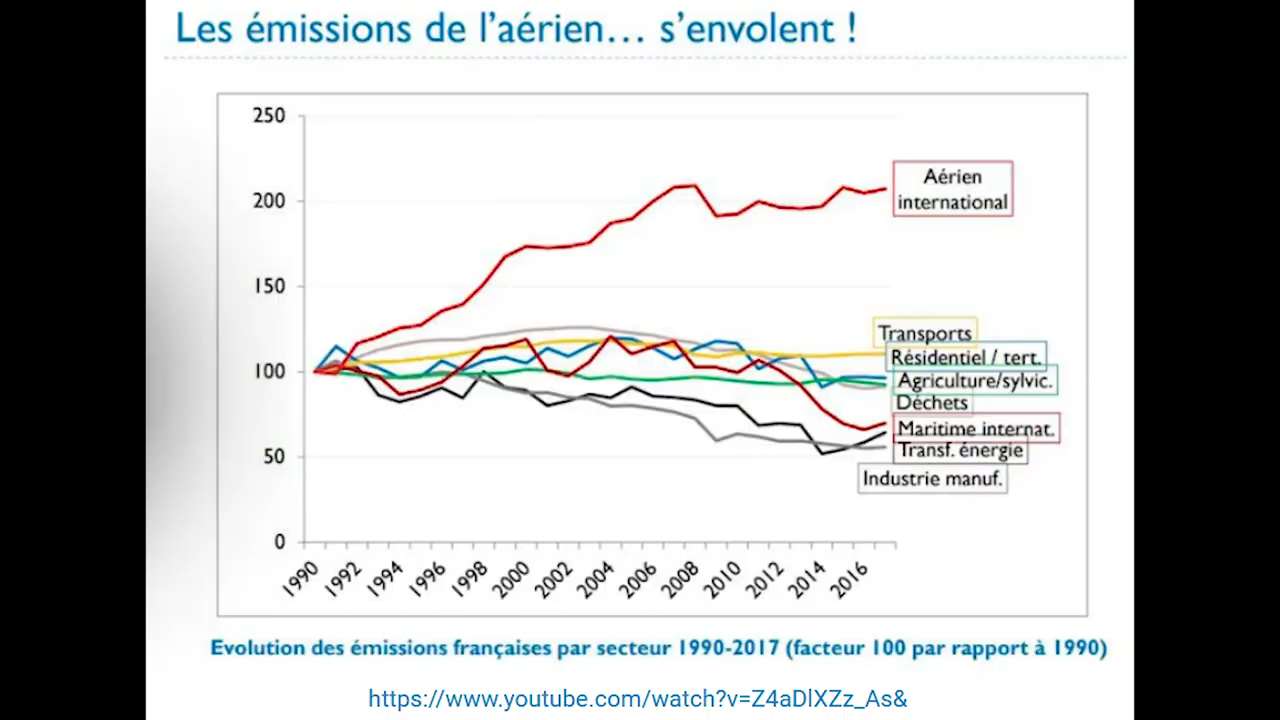 Les émissions de l’aérien… s’envolent !
250
200
150
100
50
0
Aérien
international
Transports
Résidentiel / tert.
Agriculture/sylvic.
Déchets
Maritime internat.
Transf. énergie
Industrie manuf.
1990
1992
1994
1996
1998
2000
2002
2004
2006
2008
2010
2012
2014
2016
Evolution des émissions françaises par secteur 1990-2017 (facteur 100 par rapport à 1990)
https://www.youtube.com/watch?v=Z4aDlXZz_As&